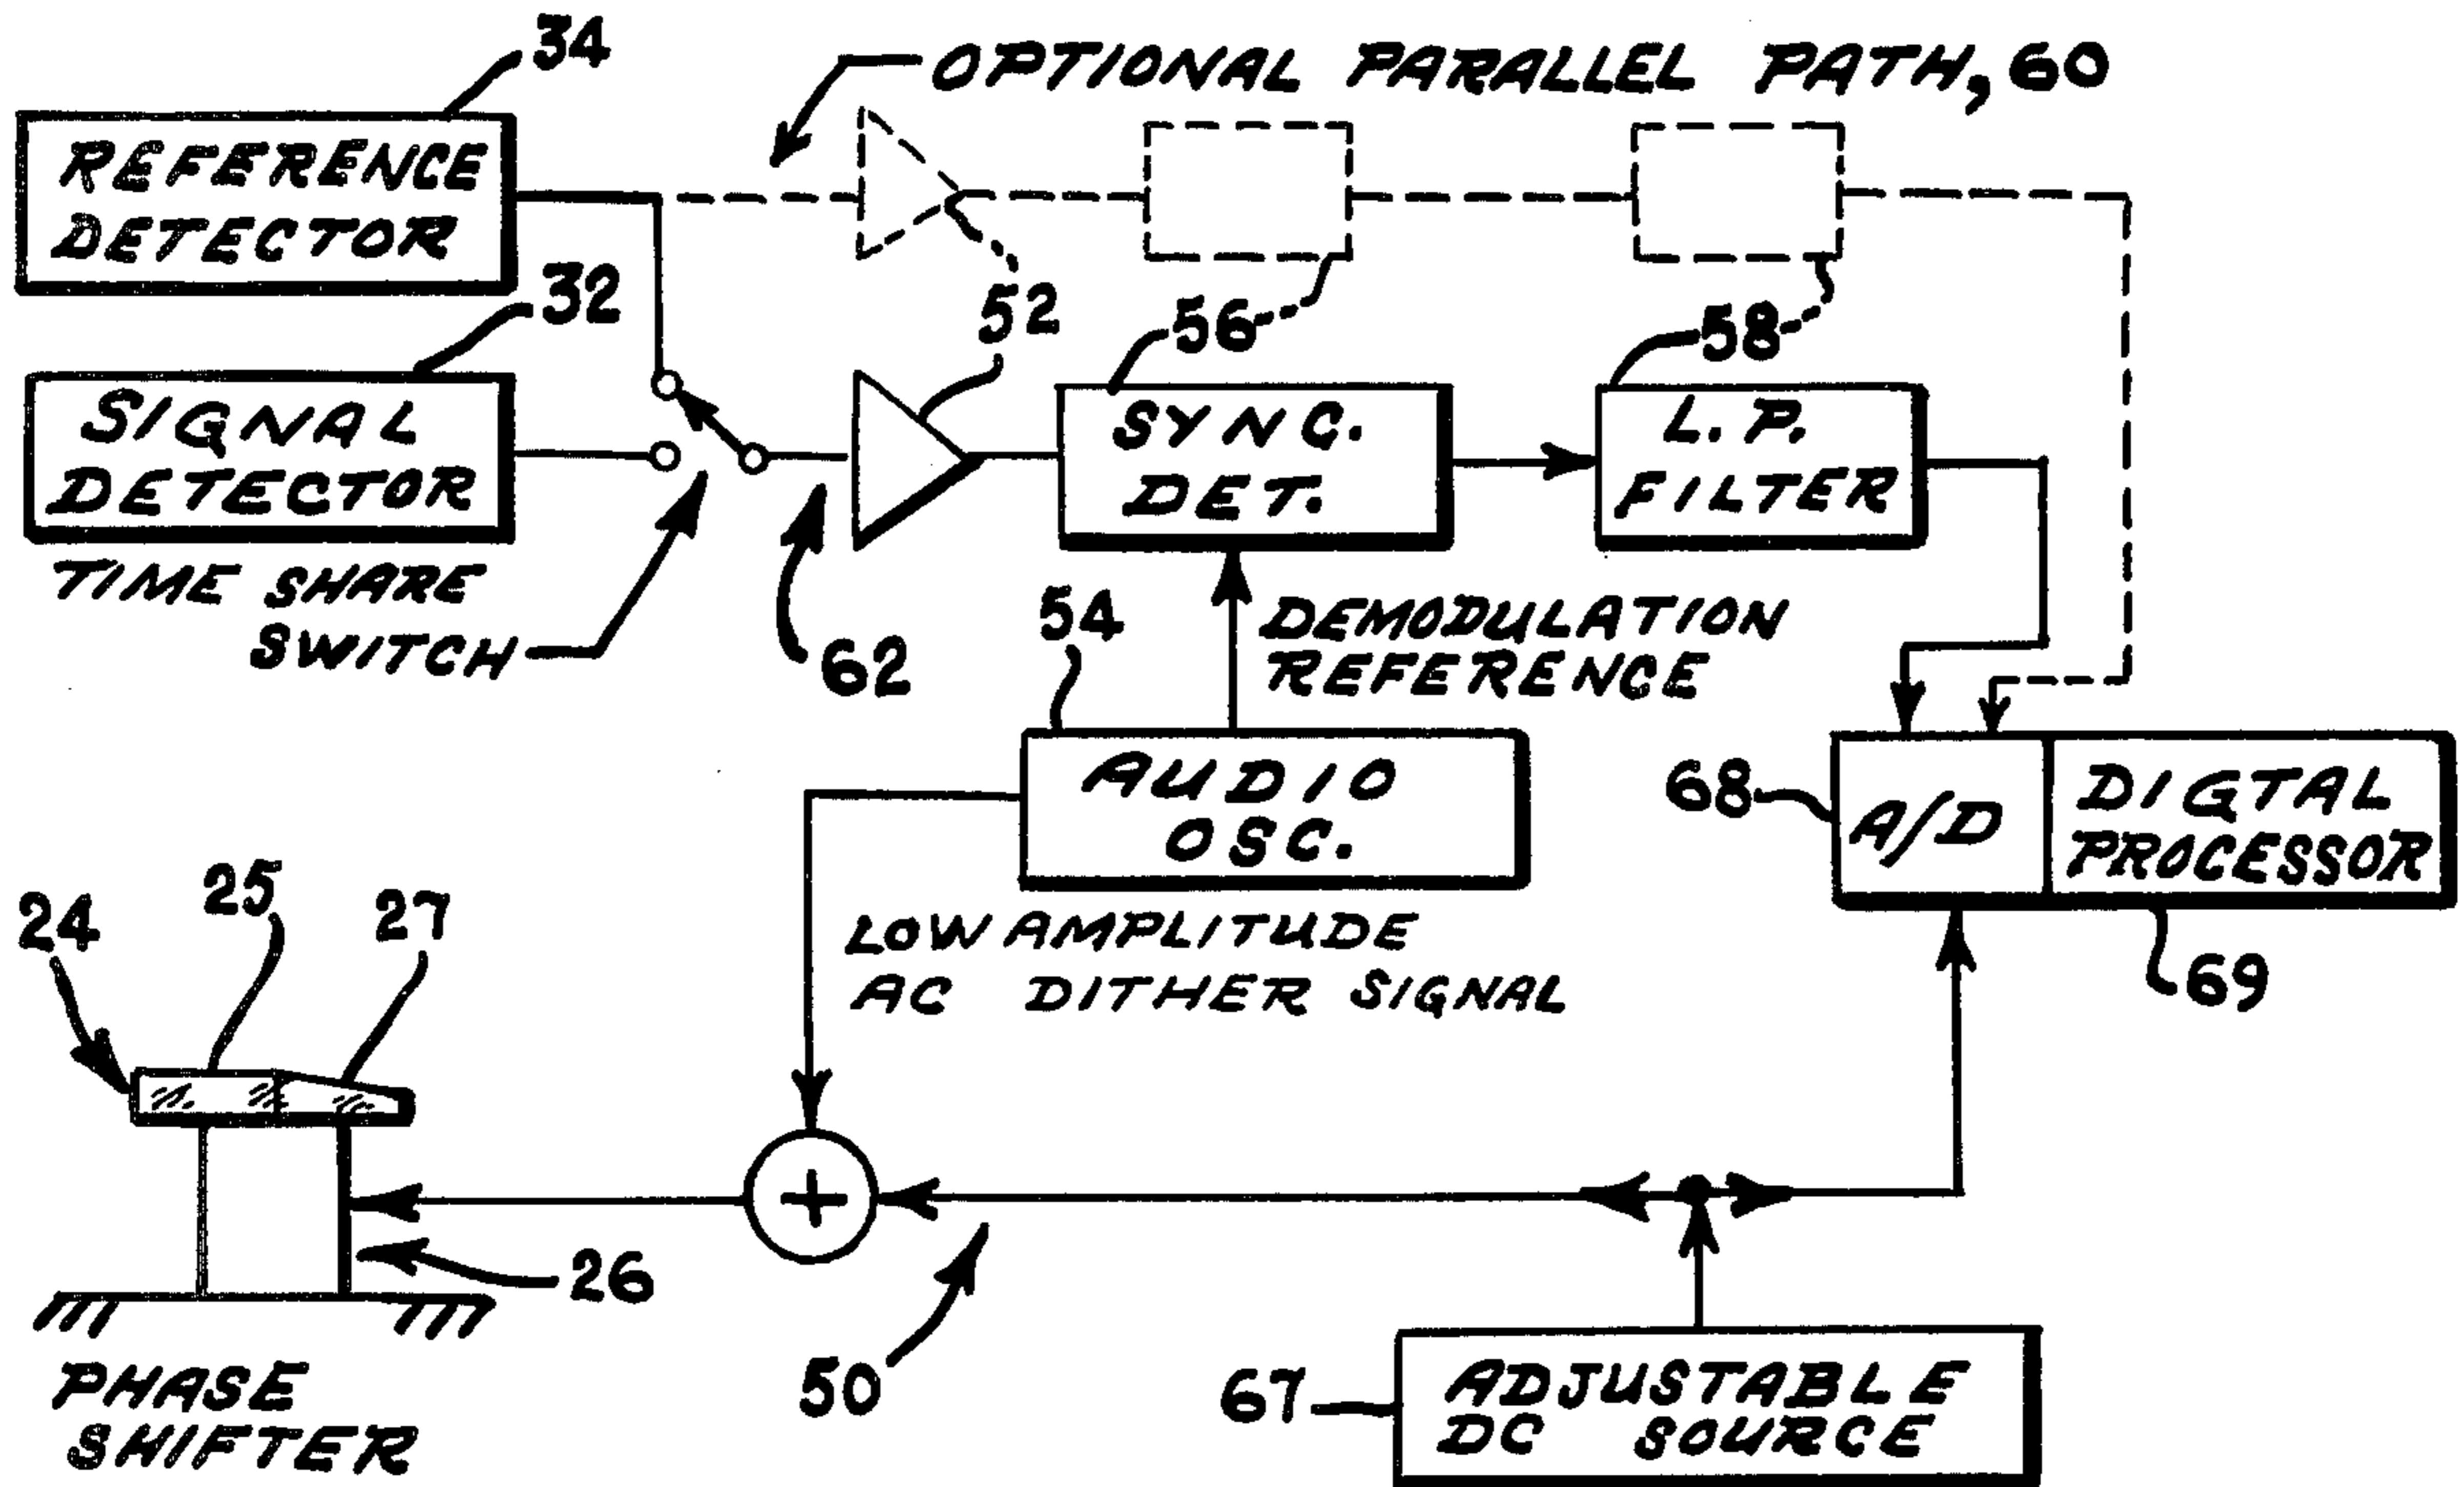 34
OPTIONAL PARALLEL PATH, 60
REFERENCE
DETECTOR
32
52
56
58
SIGNAL
DETECTOR
SYNC.
DET.
L. P.
FILTER
TIME SHARE
SWITCH
62
54
DEMODULATION
REFERENCE
AUDIO
OSC.
68
A/D
DIGTAL
PROCESSOR
69
LOW AMPLITUDE
AC DITHER SIGNAL
24
25
27
+
26
50
67
ADJUSTABLE
DC SOURCE
PHASE
SHIFTER